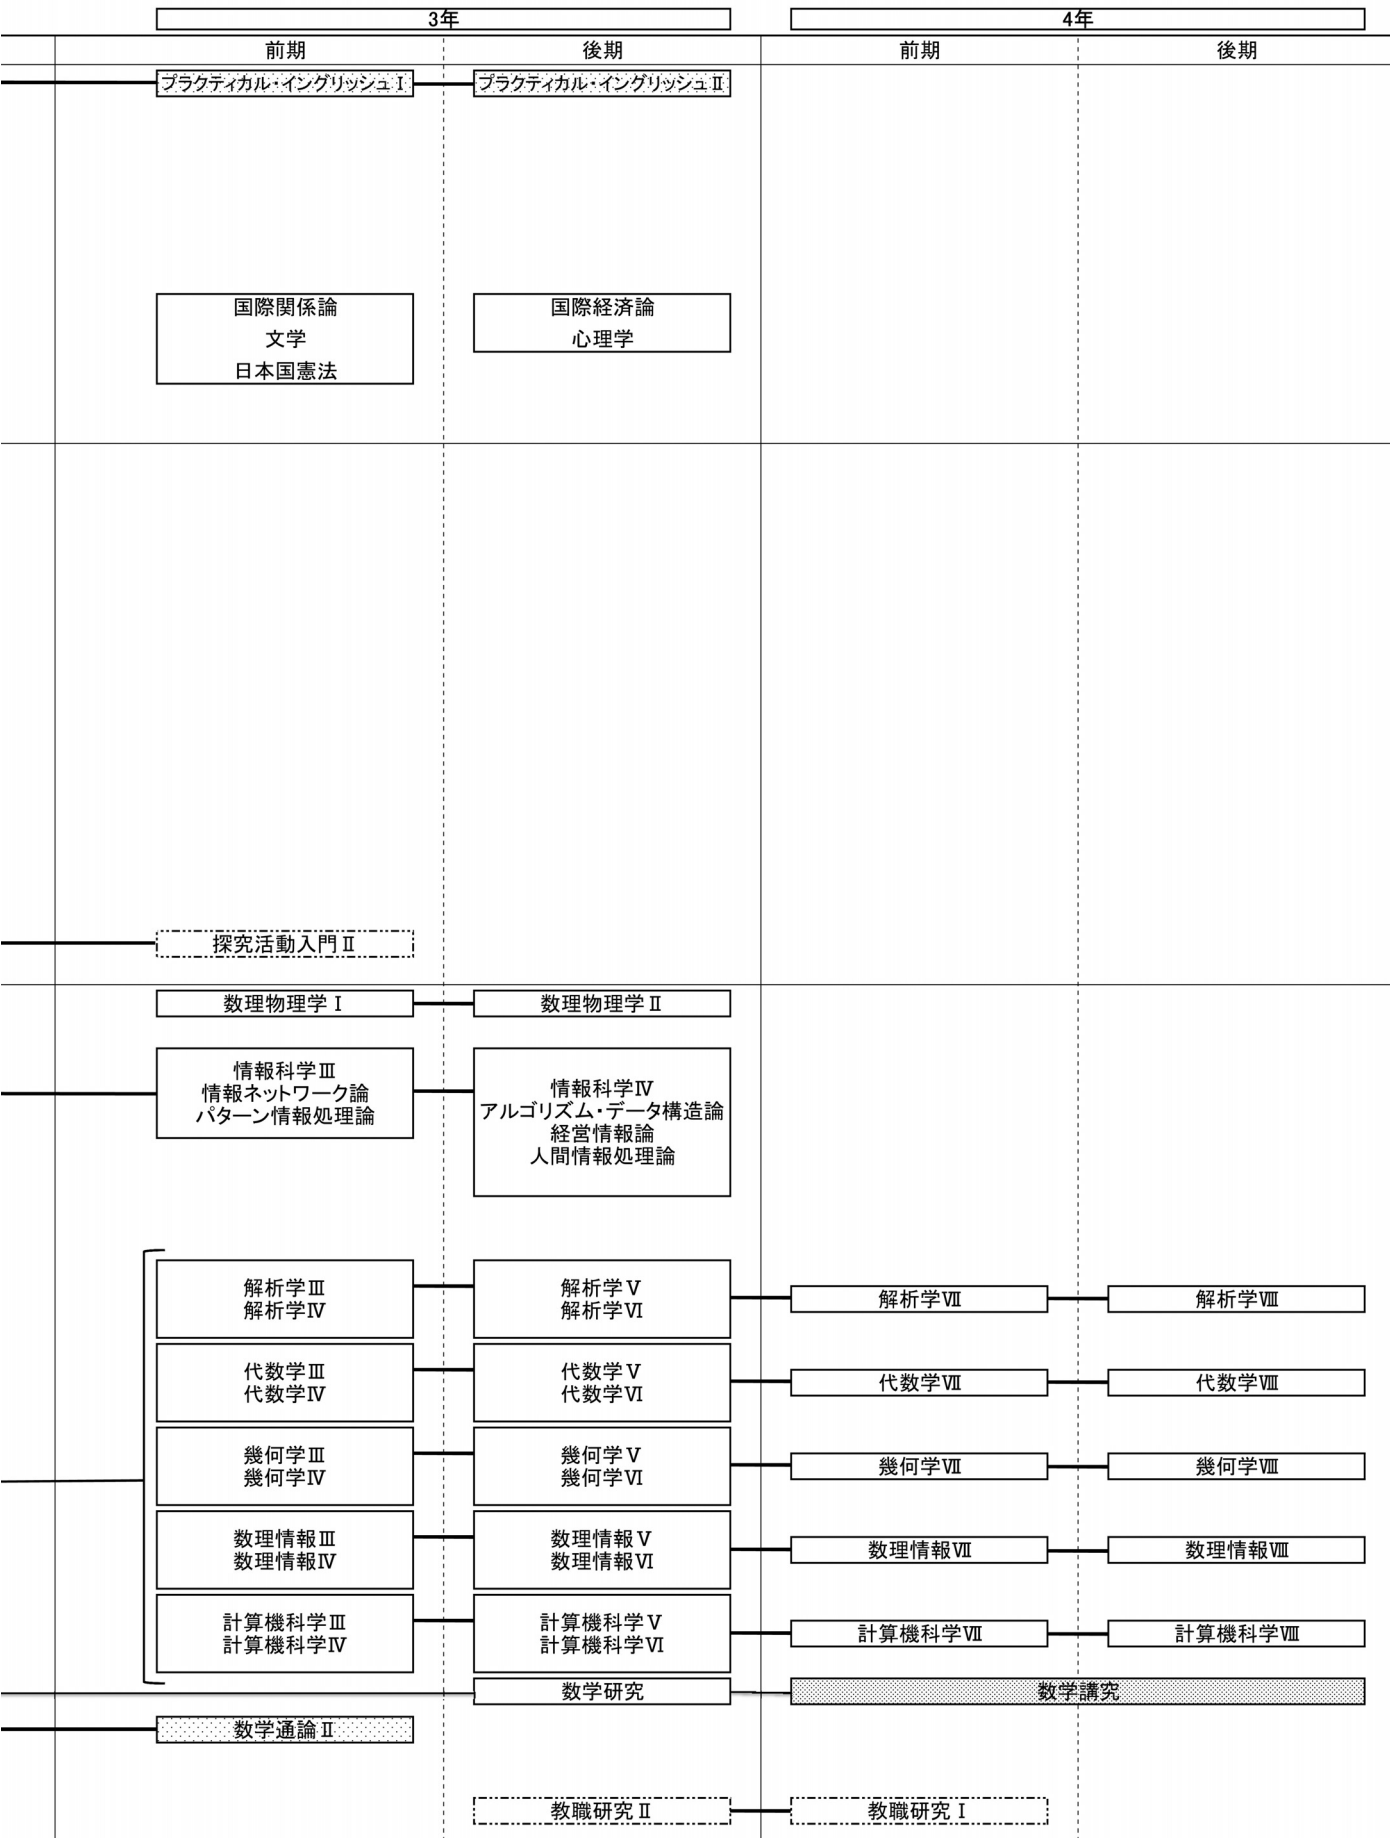 3年
4年
前期
後期
前期
後期
プラクティカル・イングリッシュⅠ
プラクティカル・イングリッシュⅡ
国際関係論
文学
日本国憲法
国際経済論
心理学
探究活動入門Ⅱ
数理物理学Ⅰ
数理物理学Ⅱ
情報科学Ⅲ
情報ネットワーク論
パターン情報処理論
情報科学Ⅳ
アルゴリズム・データ構造論
経営情報論
人間情報処理論
解析学Ⅲ
解析学Ⅳ
解析学Ⅴ
解析学Ⅵ
解析学Ⅶ
解析学Ⅷ
代数学Ⅲ
代数学Ⅳ
代数学Ⅴ
代数学Ⅵ
代数学Ⅶ
代数学Ⅷ
幾何学Ⅲ
幾何学Ⅳ
幾何学Ⅴ
幾何学Ⅵ
幾何学Ⅶ
幾何学Ⅷ
数理情報Ⅲ
数理情報Ⅳ
数理情報Ⅴ
数理情報Ⅵ
数理情報Ⅶ
数理情報Ⅷ
計算機科学Ⅲ
計算機科学Ⅳ
計算機科学Ⅴ
計算機科学Ⅵ
計算機科学Ⅶ
計算機科学Ⅷ
数学研究
数学講究
数学通論Ⅱ
教職研究Ⅱ
教職研究Ⅰ